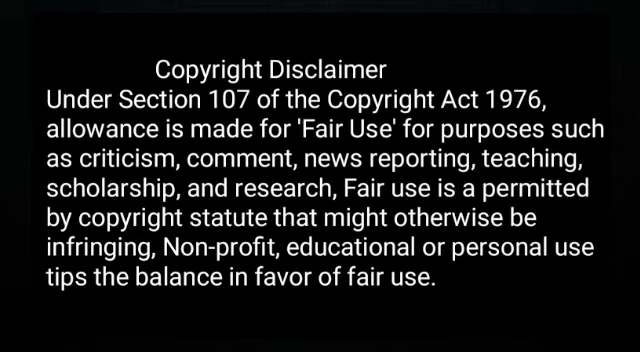 Copyright Disclaimer
Under Section 107 of the Copyright Act 1976,
allowance is made for 'Fair Use' for purposes such
as criticism, comment, news reporting, teaching,
scholarship, and research, Fair use is a permitted
by copyright statute that might otherwise be
infringing, Non-profit, educational or personal use
tips the balance in favor of fair use.